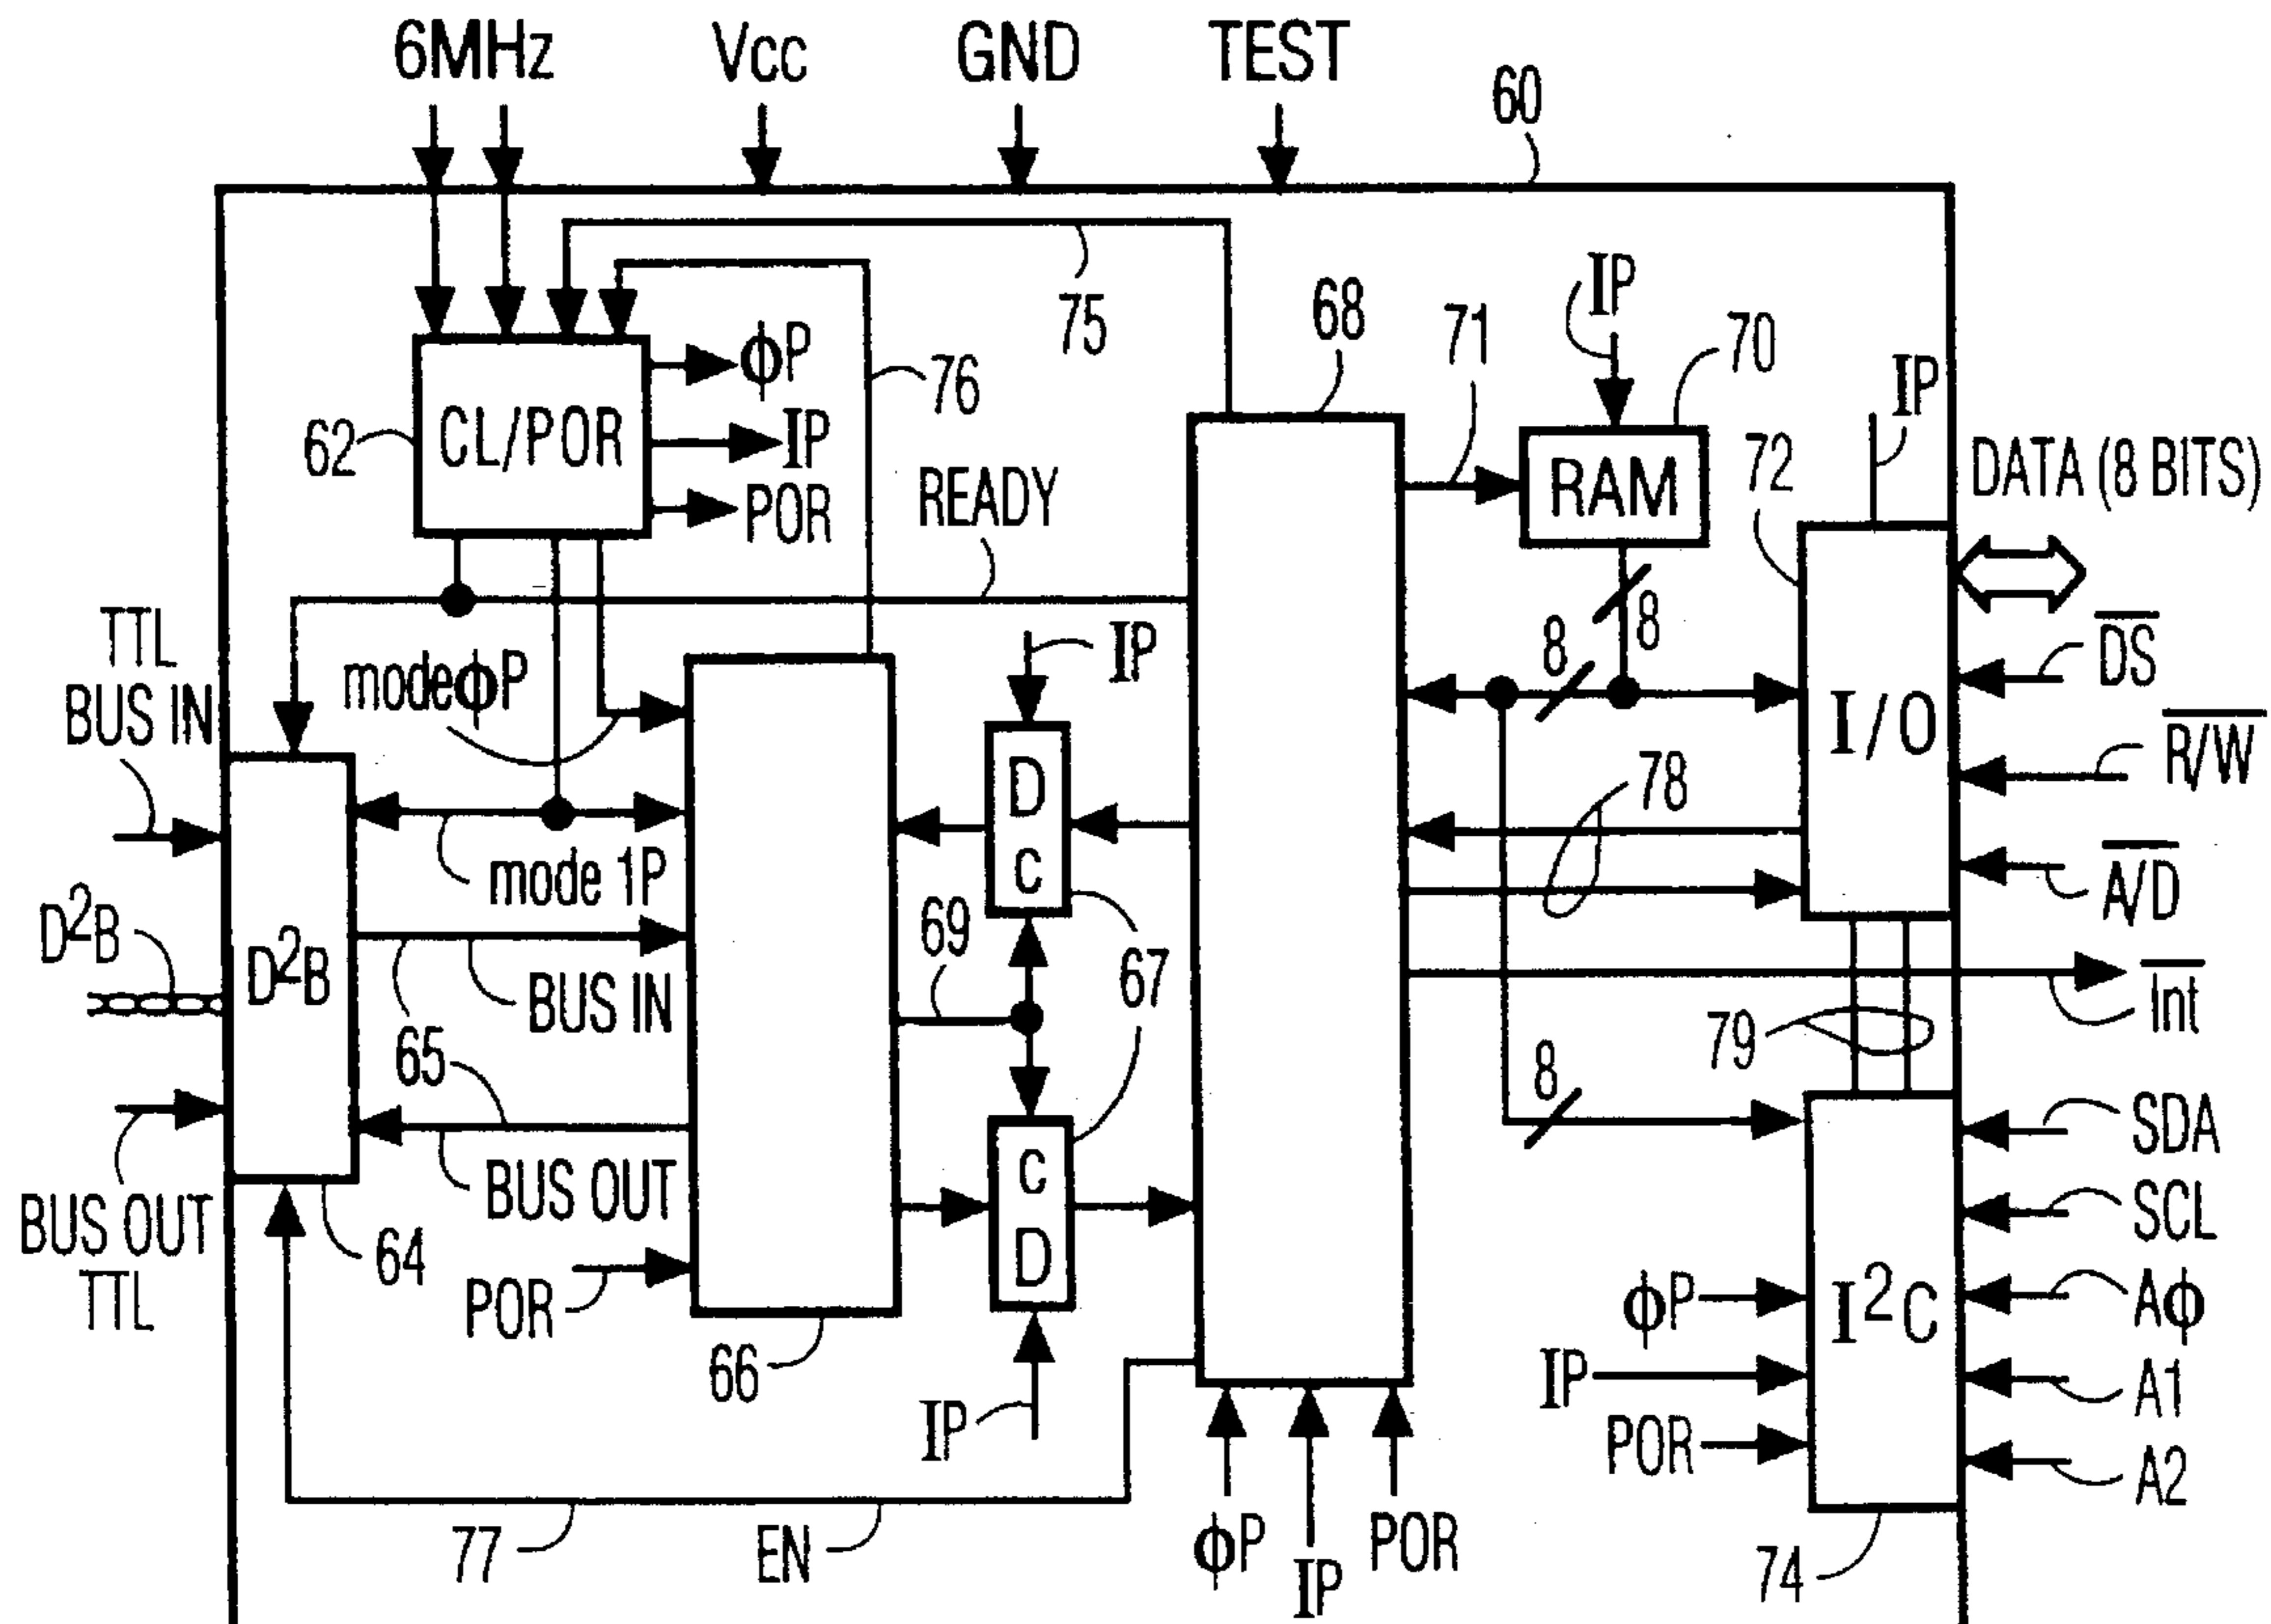 6MHz Vcc GND TEST
60
75
76
ϕP
IP
POR
CL/POR
62
READY
68
71
IP
70
RAM
72
IP
DATA (8 BITS)
8
8
TTL
BUS IN
modeϕP
IP
D̅S̅
I/O
R̅/̅W̅
D
C
78
mode 1P
A̅/̅D̅
D²B
D²B
69
67
BUS IN
I̅n̅t̅
79
65
8
SDA
BUS OUT
TTL
BUS OUT
64
C
D
SCL
POR
ϕP
I²C
Aϕ
66
IP
A1
IP
POR
A2
77
EN
ϕP
IP
POR
74